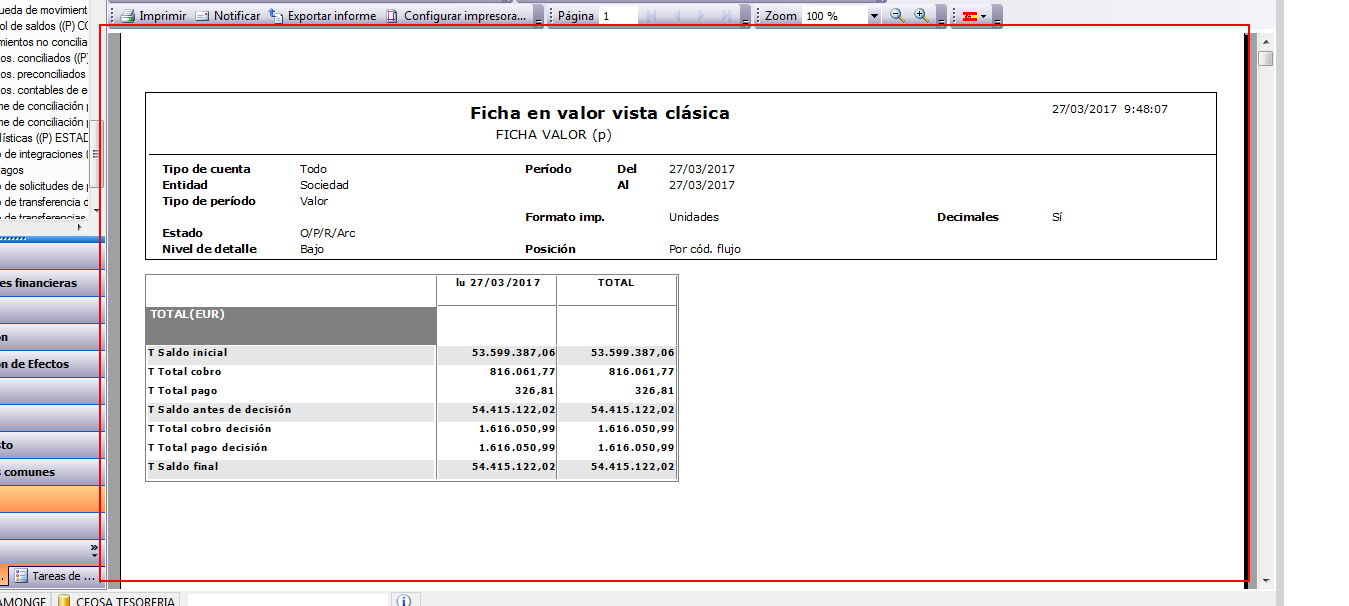 Imprimir Notificar Exportar informe Configurar impresora... Página 1 Zoom 100 %
ueda de movimient
ol de saldos ((P) CO
mientos no concilia
os. conciliados ((P)
os. preconciliados
os. contables de e
me de conciliación p
me de conciliación p
lísticas ((P) ESTAD
o de integraciones (
agos
o de solicitudes de p
o de transferencia d
o de transferencias
es financieras
ón
ón de Efectos
sto
s comunes
Tareas de ...
Ficha en valor vista clásica 27/03/2017 9:48:07
FICHA VALOR (p)
Tipo de cuenta Todo Período Del 27/03/2017
Entidad Sociedad Al 27/03/2017
Tipo de período Valor
Formato imp. Unidades Decimales Sí
Estado O/P/R/Arc
Nivel de detalle Bajo Posición Por cód. flujo
lu 27/03/2017 TOTAL
TOTAL(EUR)
T Saldo inicial 53.599.387,06 53.599.387,06
T Total cobro 816.061,77 816.061,77
T Total pago 326,81 326,81
T Saldo antes de decisión 54.415.122,02 54.415.122,02
T Total cobro decisión 1.616.050,99 1.616.050,99
T Total pago decisión 1.616.050,99 1.616.050,99
T Saldo final 54.415.122,02 54.415.122,02
AMONGE CEOSA TESORERIA